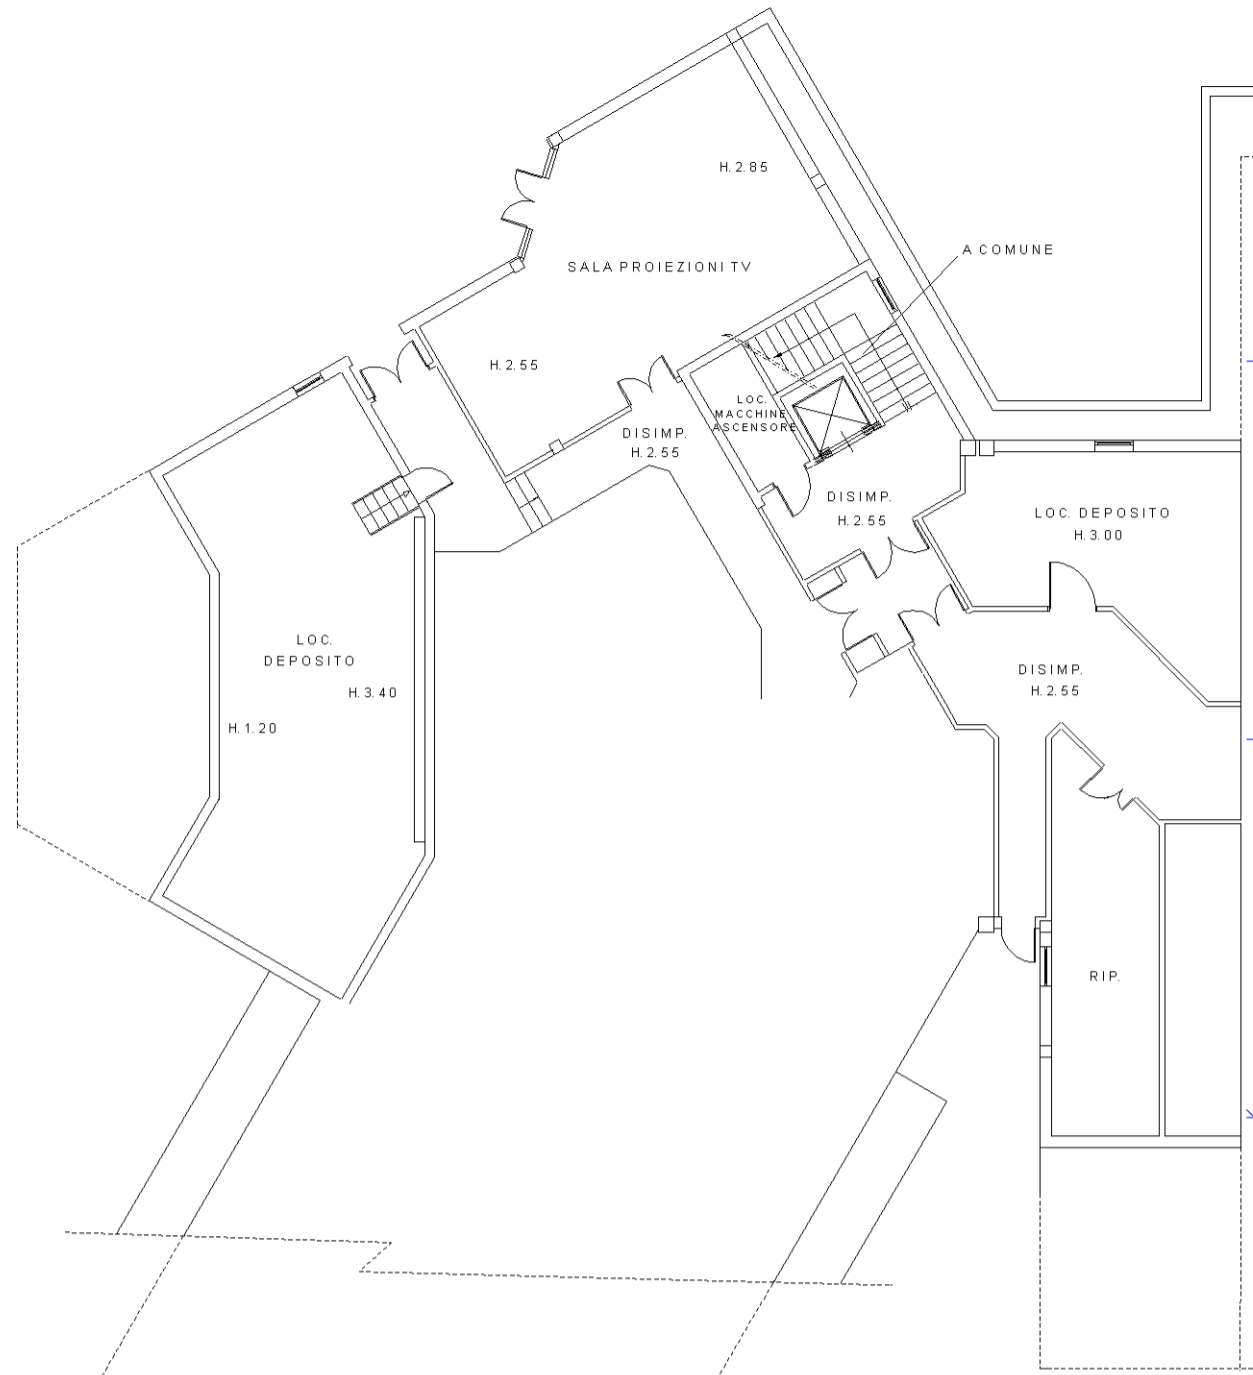 H. 2. 85
A COMUNE
SALA PROIEZIONI TV
H. 2. 55
LOC.
MACCHINE
ASCENSORE
DISIMP.
H. 2. 55
DISIMP.
H. 2. 55
LOC. DEPOSITO
H. 3. 00
LOC.
DEPOSITO
H. 3. 40
H. 1. 20
DISIMP.
H. 2. 55
RIP.